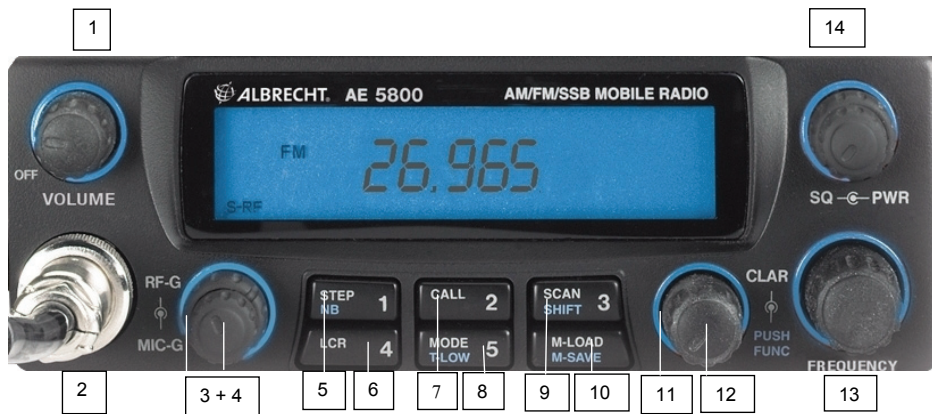 1
14
ALBRECHT. AE 5800
AM/FM/SSB MOBILE RADIO
FM
26.965
S-RF
OFF
VOLUME
SQ PWR
RF-G
MIC-G
STEP 1
NB
CALL 2
SCAN 3
SHIFT
LCR 4
MODE 5
T-LOW
M-LOAD
M-SAVE
CLAR
PUSH
FUNC
FREQUENCY
2
3 + 4
5
6
7
8
9
10
11
12
13